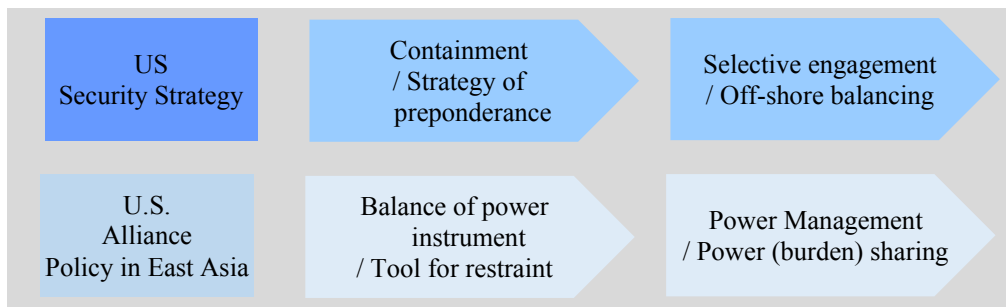 US
Security Strategy
Containment
/ Strategy of
preponderance
Selective engagement
/ Off-shore balancing
U.S.
Alliance
Policy in East Asia
Balance of power
instrument
/ Tool for restraint
Power Management
/ Power (burden) sharing